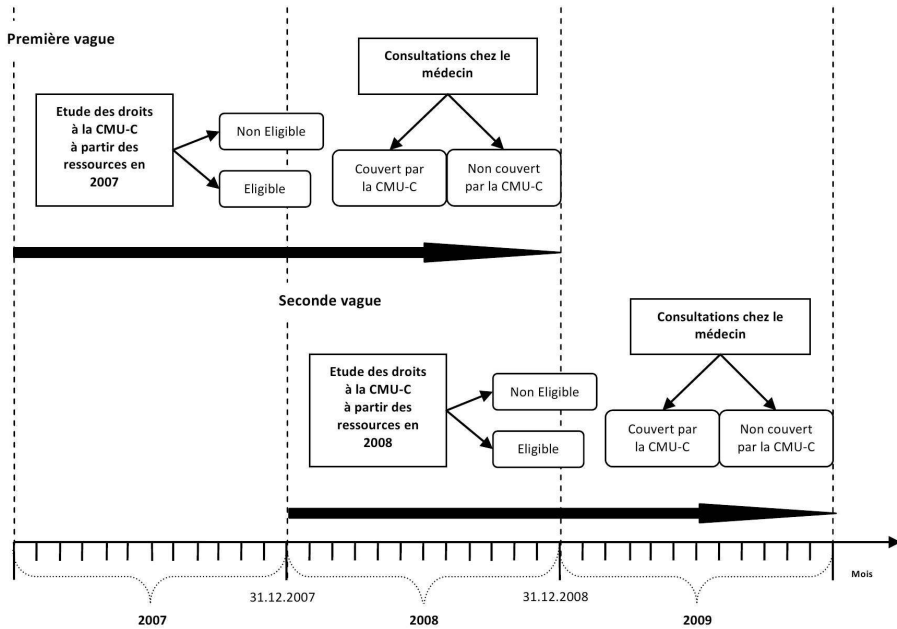 Première vague
Consultations chez le
médecin
Etude des droits
à la CMU-C
à partir des
ressources en
2007
Non Eligible
Eligible
Couvert par
la CMU-C
Non couvert
par la CMU-C
Seconde vague
Consultations chez le
médecin
Etude des droits
à la CMU-C
à partir des
ressources en
2008
Non Eligible
Eligible
Couvert par
la CMU-C
Non couvert
par la CMU-C
Mois
31.12.2007
31.12.2008
2007
2008
2009